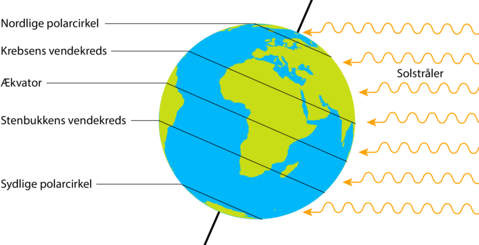 Nordlige polarcirkel
Krebsens vendekreds
Solstråler
Ækvator
Stenbukkens vendekreds
Sydlige polarcirkel